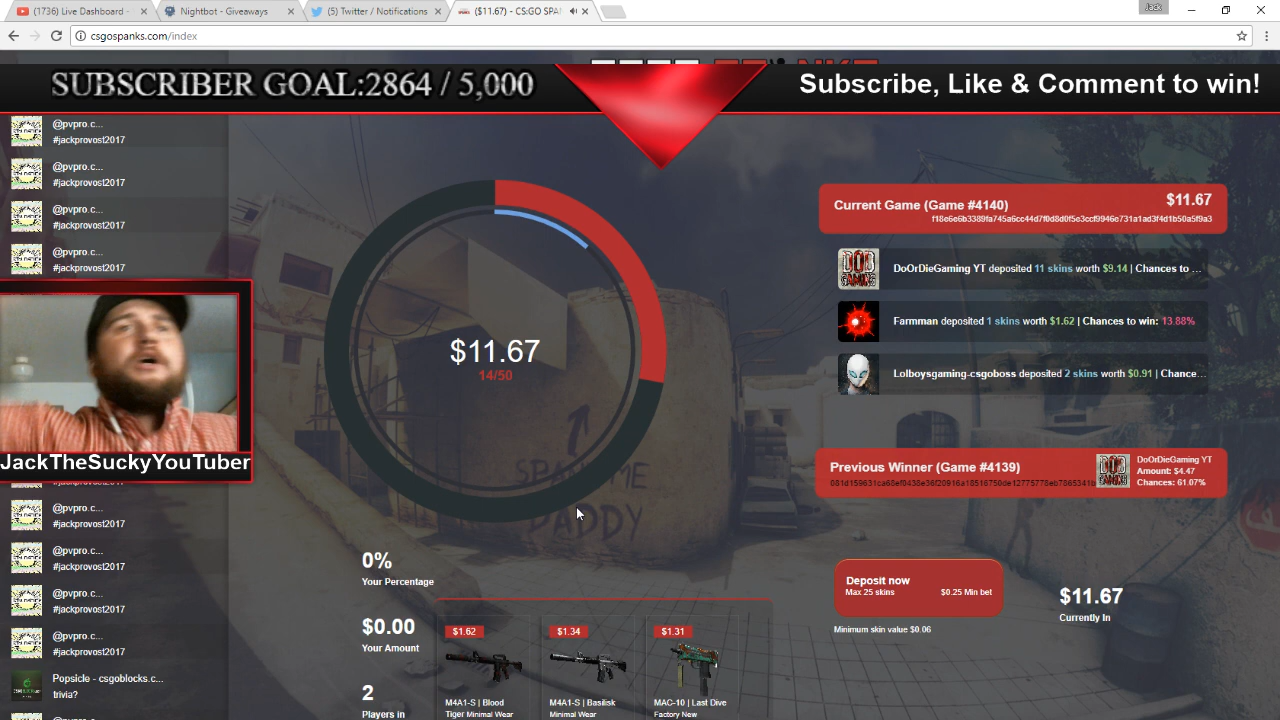 (1736) Live Dashboard -
Nightbot - Giveaways
(5) Twitter / Notifications
($11.67) - CS:GO SPAN
Jack
csgospanks.com/index
SUBSCRIBER GOAL:2864 / 5,000
Subscribe, Like & Comment to win!
@pvpro.c...
#jackprovost2017
@pvpro.c...
#jackprovost2017
@pvpro.c...
#jackprovost2017
@pvpro.c...
#jackprovost2017
JackTheSuckyYouTuber
@pvpro.c...
#jackprovost2017
@pvpro.c...
#jackprovost2017
@pvpro.c...
#jackprovost2017
@pvpro.c...
#jackprovost2017
Popsicle - csgoblocks.c...
trivia?
$11.67
14/50
SPANK ME
DADDY
0%
Your Percentage
$0.00
Your Amount
2
Players in
$1.62
M4A1-S | Blood
Tiger Minimal Wear
$1.34
M4A1-S | Basilisk
Minimal Wear
$1.31
MAC-10 | Last Dive
Factory New
Current Game (Game #4140)
$11.67
DOD
GAMING
DoOrDieGaming YT deposited 11 skins worth $9.14 | Chances to ...
Farmman deposited 1 skins worth $1.62 | Chances to win: 13.88%
Lolboysgaming-csgoboss deposited 2 skins worth $0.91 | Chance...
Previous Winner (Game #4139)
DoOrDieGaming YT
Amount: $4.47
Chances: 61.07%
Deposit now
Max 25 skins
$0.25 Min bet
Minimum skin value $0.06
$11.67
Currently In